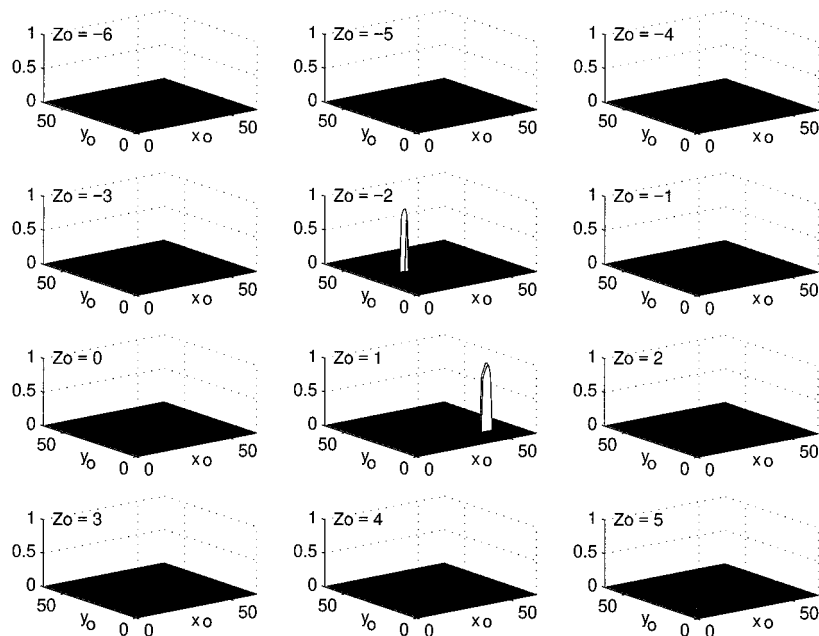 1 Zo = −6
0.5
0
50 50
yo 0 0 xo
1 Zo = −5
0.5
0
50 50
yo 0 0 xo
1 Zo = −4
0.5
0
50 50
yo 0 0 xo
1 Zo = −3
0.5
0
50 50
yo 0 0 xo
1 Zo = −2
0.5
0
50 50
yo 0 0 xo
1 Zo = −1
0.5
0
50 50
yo 0 0 xo
1 Zo = 0
0.5
0
50 50
yo 0 0 xo
1 Zo = 1
0.5
0
50 50
yo 0 0 xo
1 Zo = 2
0.5
0
50 50
yo 0 0 xo
1 Zo = 3
0.5
0
50 50
yo 0 0 xo
1 Zo = 4
0.5
0
50 50
yo 0 0 xo
1 Zo = 5
0.5
0
50 50
yo 0 0 xo